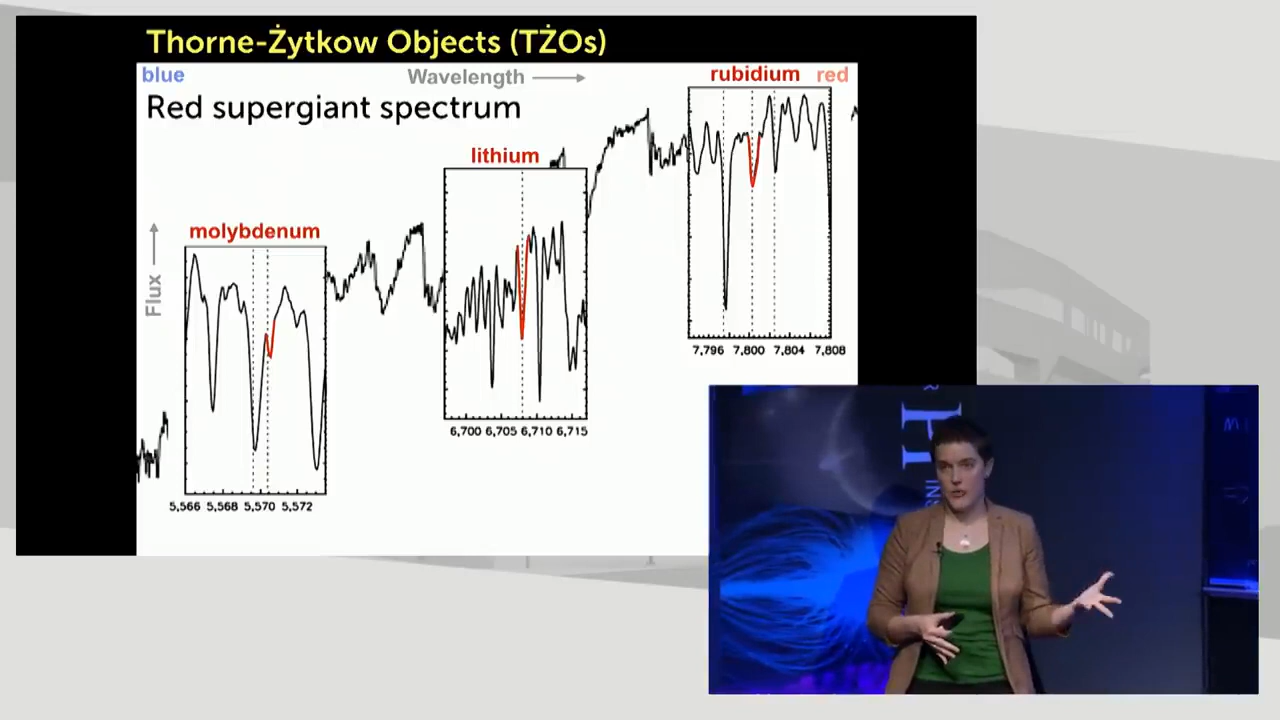 Thorne-Żytkow Objects (TŻOs)
blue
Wavelength
rubidium
red
Red supergiant spectrum
lithium
molybdenum
Flux
7,796 7,800 7,804 7,808
6,700 6,705 6,710 6,715
5,566 5,568 5,570 5,572